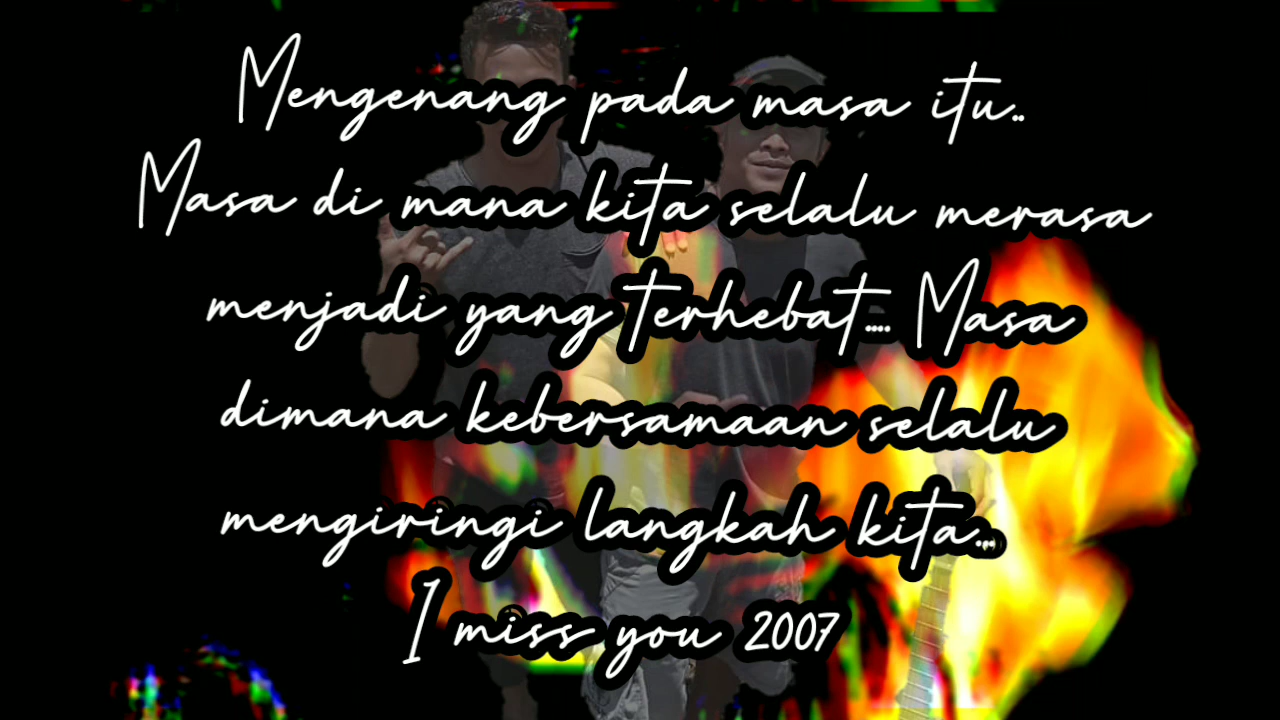 Mengenang pada masa itu..
Masa di mana kita selalu merasa
menjadi yang terhebat.... Masa
dimana kebersamaan selalu
mengiringi langkah kita...
I miss you 2007